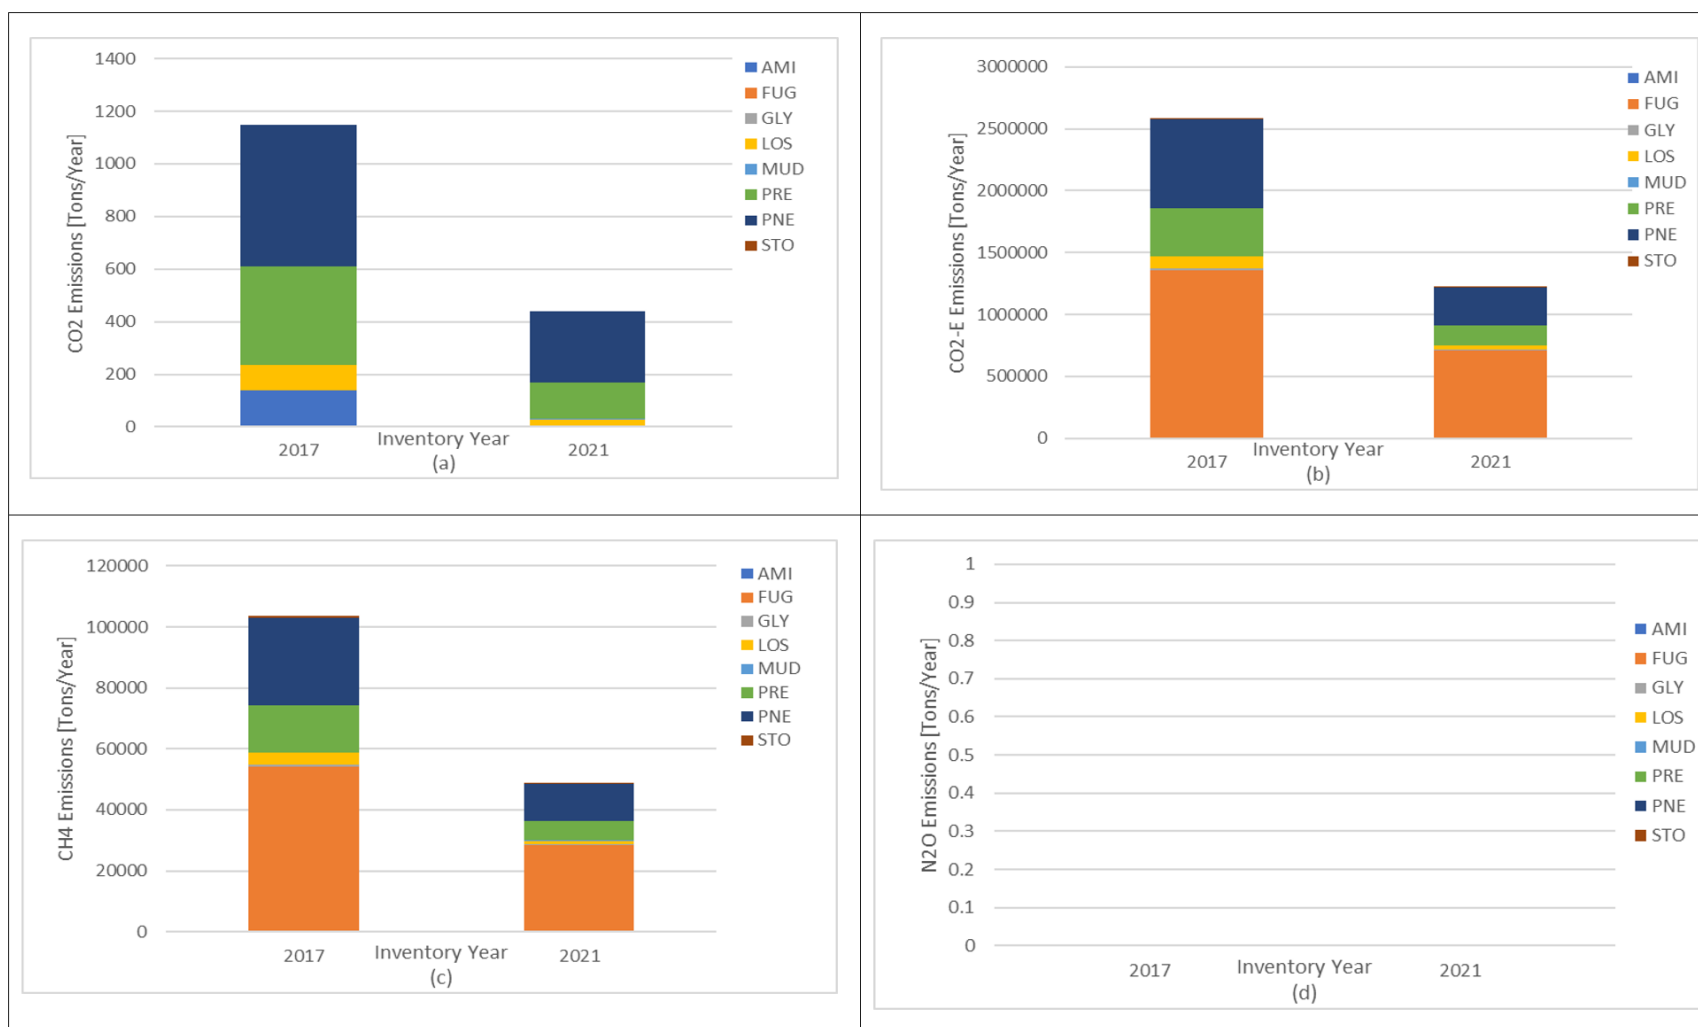 CO2 Emissions [Tons/Year]
1400
1200
1000
800
600
400
200
0
2017
Inventory Year
2021
(a)
AMI
FUG
GLY
LOS
MUD
PRE
PNE
STO
CO2-E Emissions [Tons/Year]
3000000
2500000
2000000
1500000
1000000
500000
0
2017
Inventory Year
2021
(b)
AMI
FUG
GLY
LOS
MUD
PRE
PNE
STO
CH4 Emissions [Tons/Year]
120000
100000
80000
60000
40000
20000
0
2017
Inventory Year
2021
(c)
AMI
FUG
GLY
LOS
MUD
PRE
PNE
STO
N2O Emissions [Tons/Year]
1
0.9
0.8
0.7
0.6
0.5
0.4
0.3
0.2
0.1
0
2017
Inventory Year
2021
(d)
AMI
FUG
GLY
LOS
MUD
PRE
PNE
STO